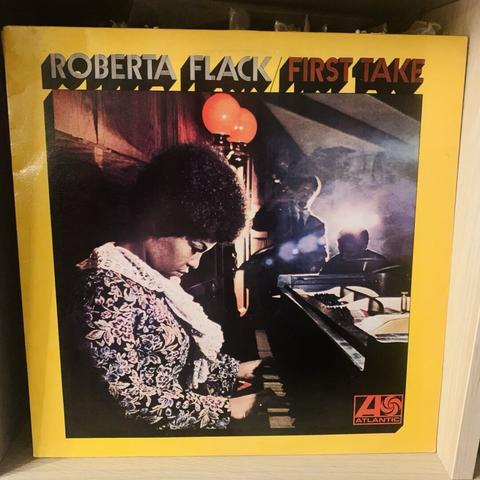 ROBERTA FLACK/FIRST TAKE
ATLANTIC